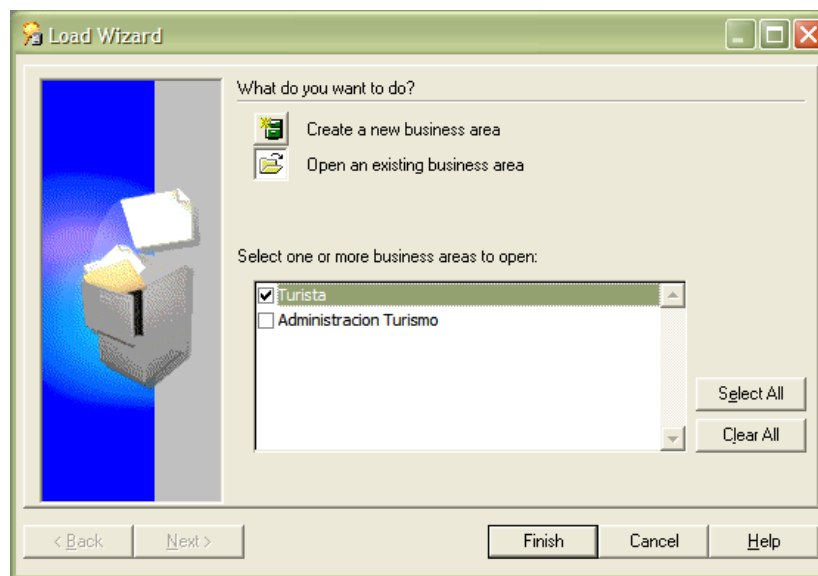 Load Wizard
What do you want to do?
Create a new business area
Open an existing business area
Select one or more business areas to open:
Turista
Administracion Turismo
Select All
Clear All
< Back
Next >
Finish
Cancel
Help